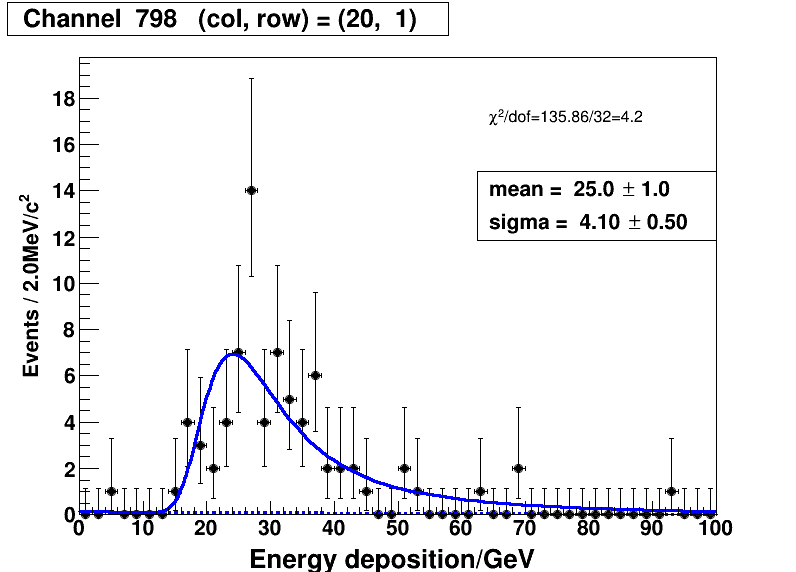 Channel 798 (col, row) = (20, 1)
χ²/dof=135.86/32=4.2
mean = 25.0 ± 1.0
sigma = 4.10 ± 0.50
Events / 2.0MeV/c²
18
16
14
12
10
8
6
4
2
0
0 10 20 30 40 50 60 70 80 90 100
Energy deposition/GeV